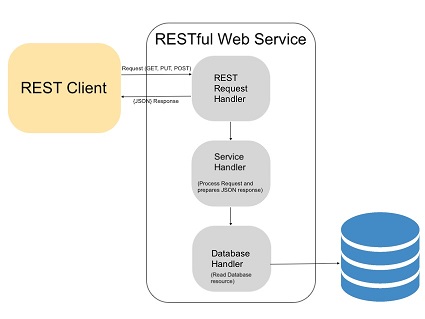 RESTful Web Service
REST Client
Request (GET, PUT, POST)
(JSON) Response
REST
Request
Handler
Service
Handler
(Process Request and
prepares JSON response)
Database
Handler
(Read Database
resource)